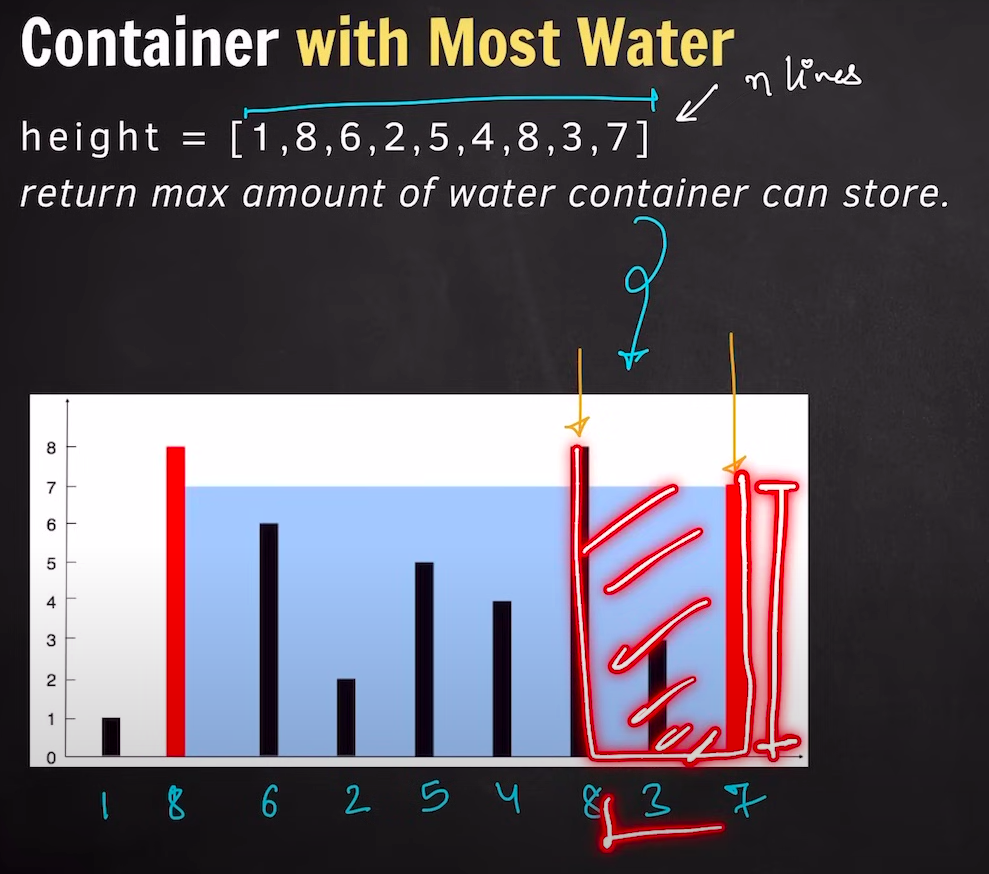 Container with Most Water
n lines
height = [1,8,6,2,5,4,8,3,7]
return max amount of water container can store.
8
7
6
5
4
3
2
1
0
1 8 6 2 5 4 8 3 7